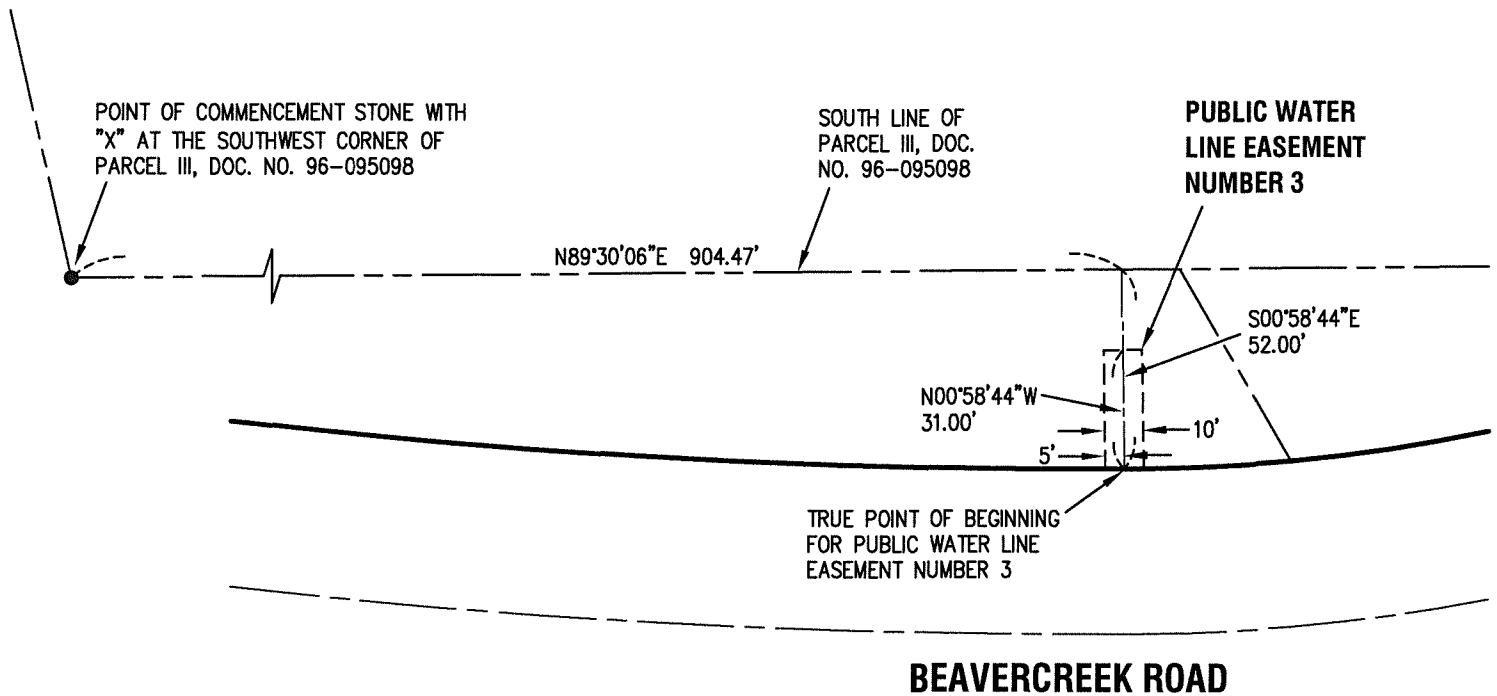 POINT OF COMMENCEMENT STONE WITH
"X" AT THE SOUTHWEST CORNER OF
PARCEL III, DOC. NO. 96-095098
SOUTH LINE OF
PARCEL III, DOC.
NO. 96-095098
PUBLIC WATER
LINE EASEMENT
NUMBER 3
N89°30'06"E 904.47'
S00°58'44"E
52.00'
N00°58'44"W
31.00'
10'
5'
TRUE POINT OF BEGINNING
FOR PUBLIC WATER LINE
EASEMENT NUMBER 3
BEAVERCREEK ROAD